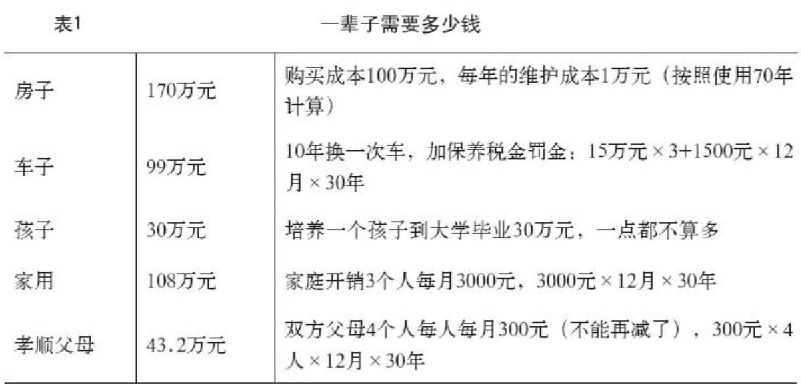 表1 一辈子需要多少钱
房子 170万元 购买成本100万元，每年的维护成本1万元（按照使用70年
计算）
车子 99万元 10年换一次车，加保养税金罚金：15万元×3+1500元×12
月×30年
孩子 30万元 培养一个孩子到大学毕业30万元，一点都不算多
家用 108万元 家庭开销3个人每月3000元，3000元×12月×30年
孝顺父母 43.2万元 双方父母4个人每人每月300元（不能再减了），300元×4
人×12月×30年